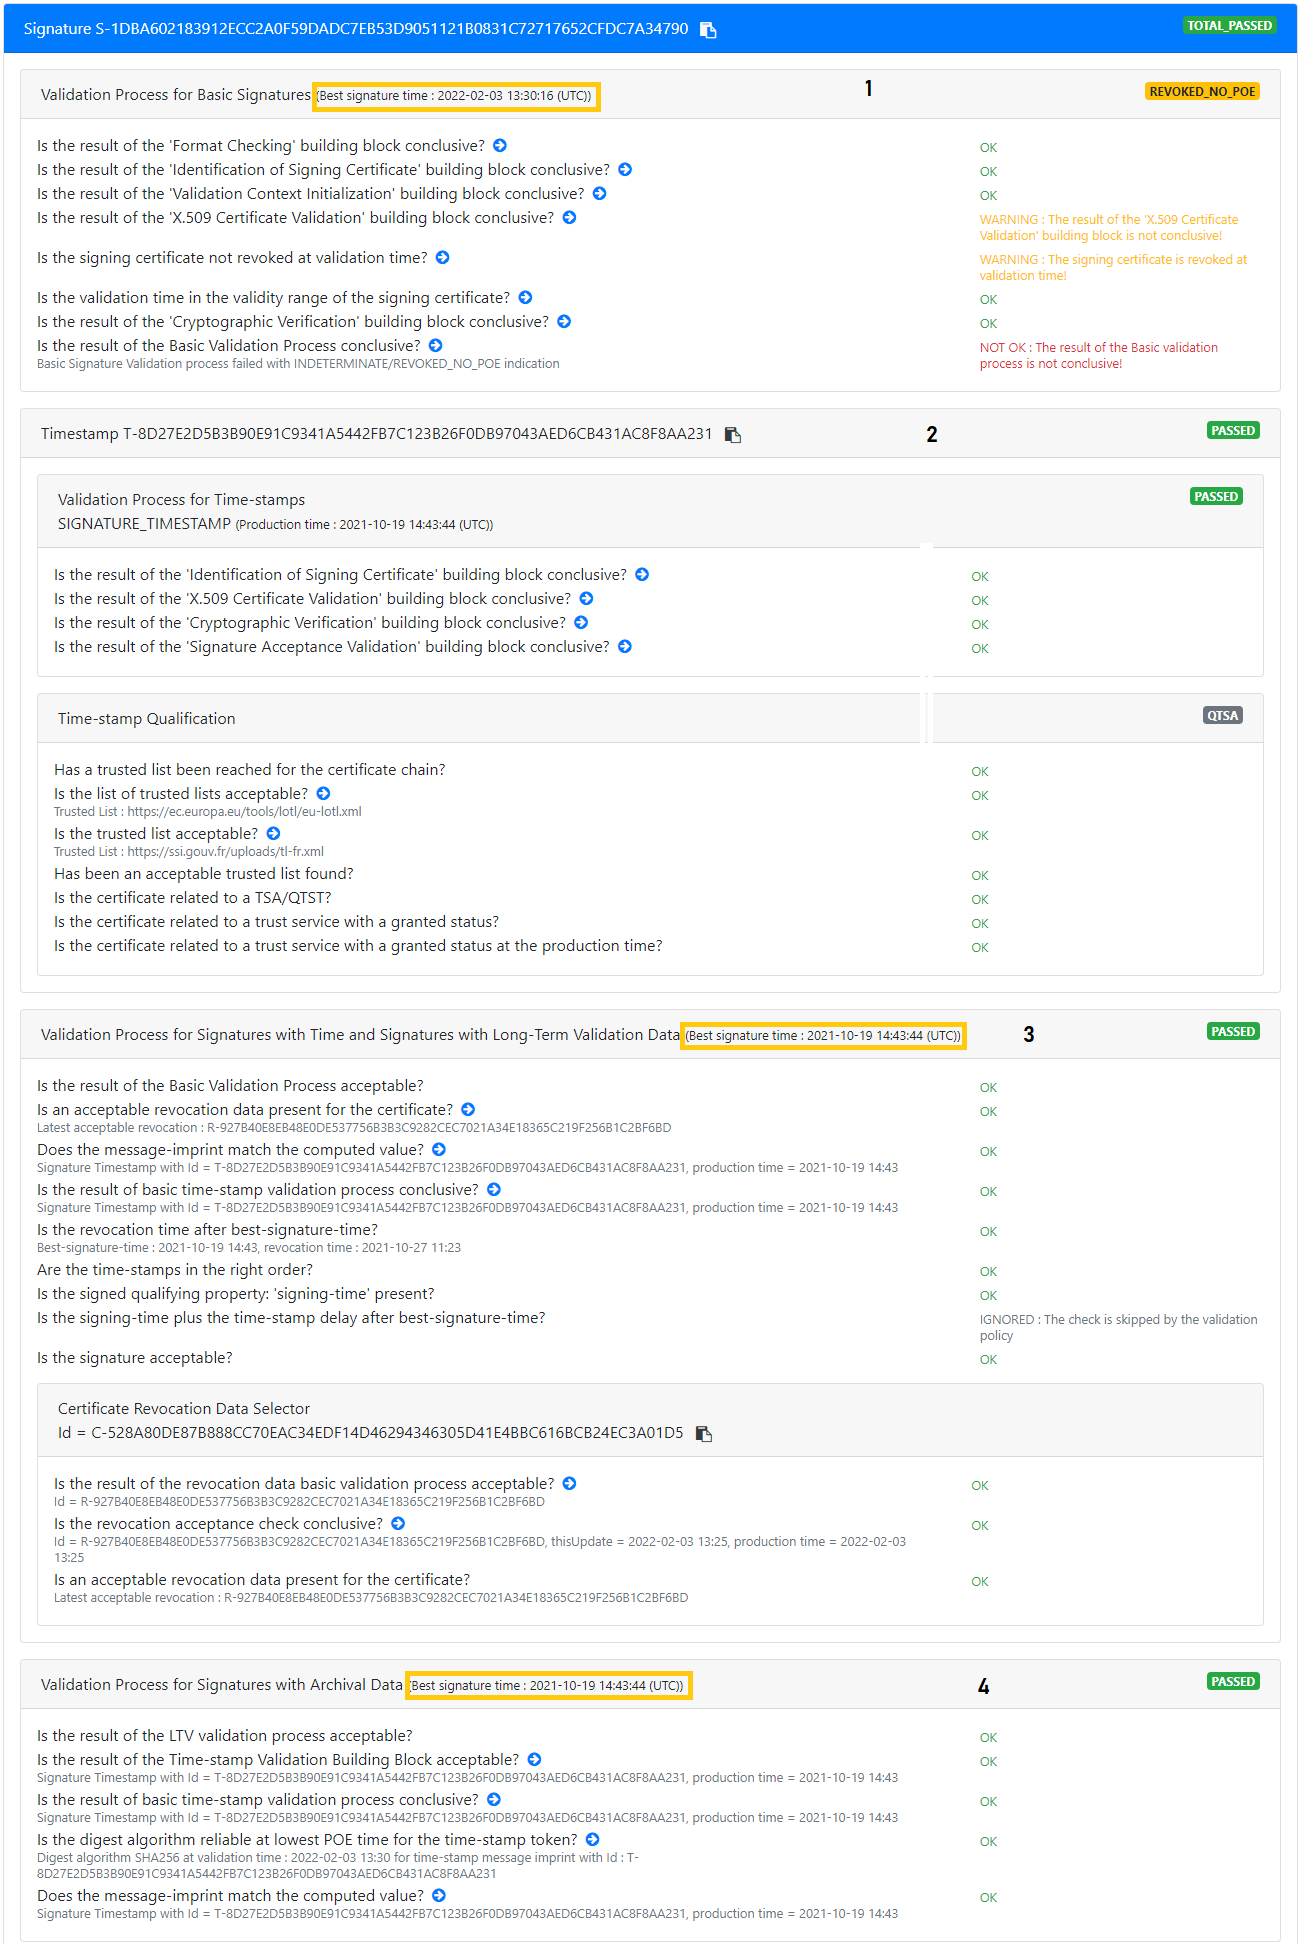 Signature S-1DBA602183912ECC2A0F59DADC7EB53D9051121B0831C72717652CFDC7A34790
TOTAL_PASSED
Validation Process for Basic Signatures (Best signature time : 2022-02-03 13:30:16 (UTC))
1
REVOKED_NO_POE
Is the result of the 'Format Checking' building block conclusive?
OK
Is the result of the 'Identification of Signing Certificate' building block conclusive?
OK
Is the result of the 'Validation Context Initialization' building block conclusive?
OK
Is the result of the 'X.509 Certificate Validation' building block conclusive?
WARNING : The result of the 'X.509 Certificate
Validation' building block is not conclusive!
Is the signing certificate not revoked at validation time?
WARNING : The signing certificate is revoked at
validation time!
Is the validation time in the validity range of the signing certificate?
OK
Is the result of the 'Cryptographic Verification' building block conclusive?
OK
Is the result of the Basic Validation Process conclusive?
Basic Signature Validation process failed with INDETERMINATE/REVOKED_NO_POE indication
NOT OK : The result of the Basic validation
process is not conclusive!
Timestamp T-8D27E2D5B3B90E91C9341A5442FB7C123B26F0DB97043AED6CB431AC8F8AA231
2
PASSED
Validation Process for Time-stamps
SIGNATURE_TIMESTAMP (Production time : 2021-10-19 14:43:44 (UTC))
PASSED
Is the result of the 'Identification of Signing Certificate' building block conclusive?
OK
Is the result of the 'X.509 Certificate Validation' building block conclusive?
OK
Is the result of the 'Cryptographic Verification' building block conclusive?
OK
Is the result of the 'Signature Acceptance Validation' building block conclusive?
OK
Time-stamp Qualification
QTSA
Has a trusted list been reached for the certificate chain?
OK
Is the list of trusted lists acceptable?
Trusted List : https://ec.europa.eu/tools/lotl/eu-lotl.xml
OK
Is the trusted list acceptable?
Trusted List : https://ssi.gouv.fr/uploads/tl-fr.xml
OK
Has been an acceptable trusted list found?
OK
Is the certificate related to a TSA/QTST?
OK
Is the certificate related to a trust service with a granted status?
OK
Is the certificate related to a trust service with a granted status at the production time?
OK
Validation Process for Signatures with Time and Signatures with Long-Term Validation Data (Best signature time : 2021-10-19 14:43:44 (UTC))
3
PASSED
Is the result of the Basic Validation Process acceptable?
OK
Is an acceptable revocation data present for the certificate?
Latest acceptable revocation : R-927B40E8EB48E0DE537756B3B3C9282CEC7021A34E18365C219F256B1C2BF6BD
OK
Does the message-imprint match the computed value?
Signature Timestamp with Id = T-8D27E2D5B3B90E91C9341A5442FB7C123B26F0DB97043AED6CB431AC8F8AA231, production time = 2021-10-19 14:43
OK
Is the result of basic time-stamp validation process conclusive?
Signature Timestamp with Id = T-8D27E2D5B3B90E91C9341A5442FB7C123B26F0DB97043AED6CB431AC8F8AA231, production time = 2021-10-19 14:43
OK
Is the revocation time after best-signature-time?
Best-signature-time : 2021-10-19 14:43, revocation time : 2021-10-27 11:23
OK
Are the time-stamps in the right order?
OK
Is the signed qualifying property: 'signing-time' present?
OK
Is the signing-time plus the time-stamp delay after best-signature-time?
IGNORED : The check is skipped by the validation
policy
Is the signature acceptable?
OK
Certificate Revocation Data Selector
Id = C-528A80DE87B888CC70EAC34EDF14D46294346305D41E4BBC616BCB24EC3A01D5
Is the result of the revocation data basic validation process acceptable?
Id = R-927B40E8EB48E0DE537756B3B3C9282CEC7021A34E18365C219F256B1C2BF6BD
OK
Is the revocation acceptance check conclusive?
Id = R-927B40E8EB48E0DE537756B3B3C9282CEC7021A34E18365C219F256B1C2BF6BD, thisUpdate = 2022-02-03 13:25, production time = 2022-02-03
13:25
OK
Is an acceptable revocation data present for the certificate?
Latest acceptable revocation : R-927B40E8EB48E0DE537756B3B3C9282CEC7021A34E18365C219F256B1C2BF6BD
OK
Validation Process for Signatures with Archival Data (Best signature time : 2021-10-19 14:43:44 (UTC))
4
PASSED
Is the result of the LTV validation process acceptable?
OK
Is the result of the Time-stamp Validation Building Block acceptable?
Signature Timestamp with Id = T-8D27E2D5B3B90E91C9341A5442FB7C123B26F0DB97043AED6CB431AC8F8AA231, production time = 2021-10-19 14:43
OK
Is the result of basic time-stamp validation process conclusive?
Signature Timestamp with Id = T-8D27E2D5B3B90E91C9341A5442FB7C123B26F0DB97043AED6CB431AC8F8AA231, production time = 2021-10-19 14:43
OK
Is the digest algorithm reliable at lowest POE time for the time-stamp token?
Digest algorithm SHA256 at validation time : 2022-02-03 13:30 for time-stamp message imprint with Id : T-
8D27E2D5B3B90E91C9341A5442FB7C123B26F0DB97043AED6CB431AC8F8AA231
OK
Does the message-imprint match the computed value?
Signature Timestamp with Id = T-8D27E2D5B3B90E91C9341A5442FB7C123B26F0DB97043AED6CB431AC8F8AA231, production time = 2021-10-19 14:43
OK